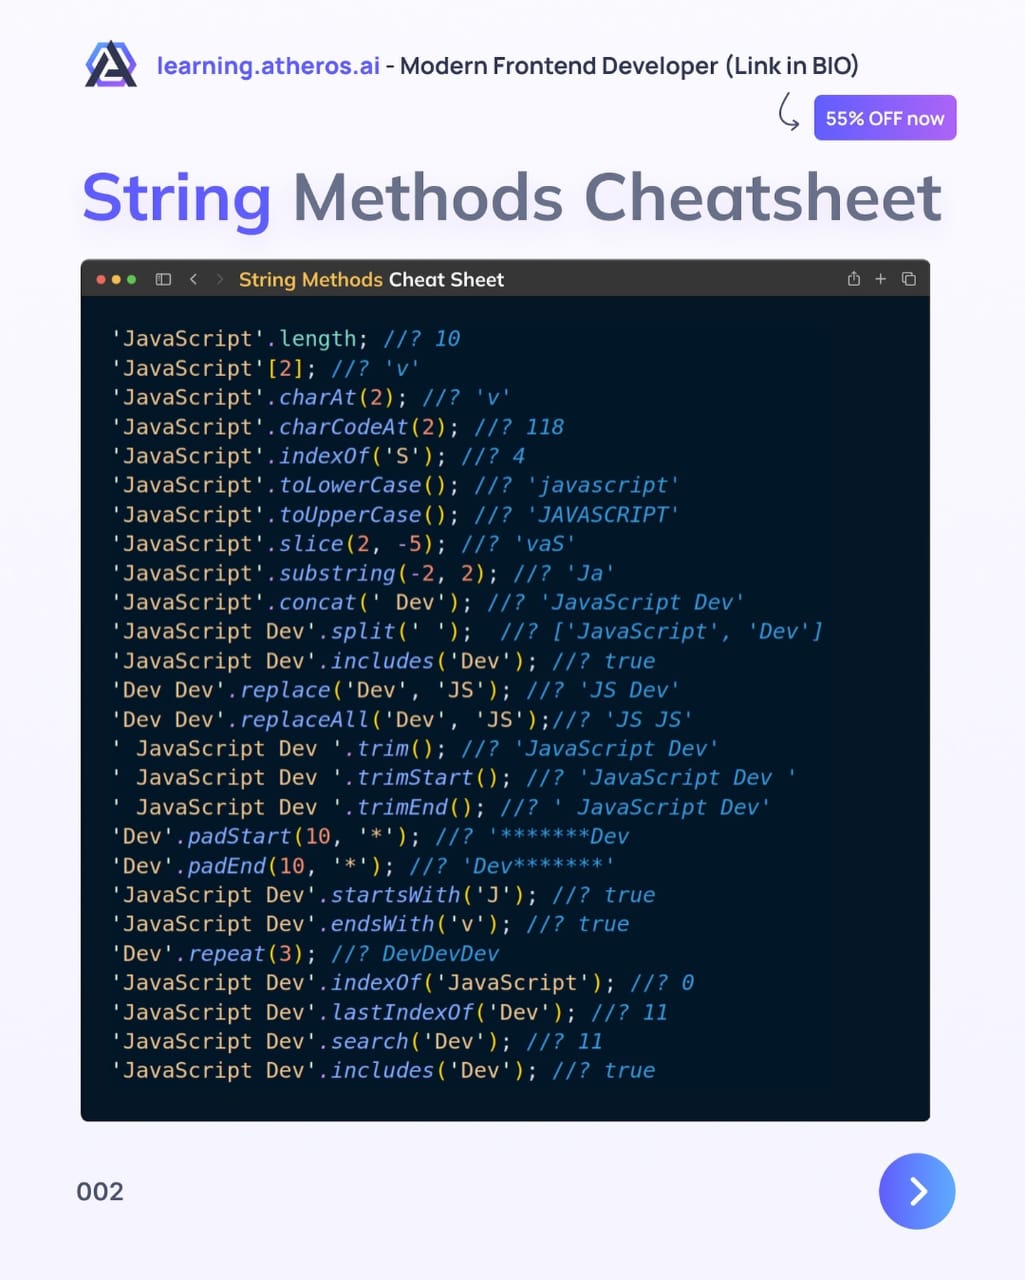 learning.atheros.ai - Modern Frontend Developer (Link in BIO)
55% OFF now
String Methods Cheatsheet
String Methods Cheat Sheet
'JavaScript'.length; //? 10
'JavaScript'[2]; //? 'v'
'JavaScript'.charAt(2); //? 'v'
'JavaScript'.charCodeAt(2); //? 118
'JavaScript'.indexOf('S'); //? 4
'JavaScript'.toLowerCase(); //? 'javascript'
'JavaScript'.toUpperCase(); //? 'JAVASCRIPT'
'JavaScript'.slice(2, -5); //? 'vaS'
'JavaScript'.substring(-2, 2); //? 'Ja'
'JavaScript'.concat(' Dev'); //? 'JavaScript Dev'
'JavaScript Dev'.split(' ');  //? ['JavaScript', 'Dev']
'JavaScript Dev'.includes('Dev'); //? true
'Dev Dev'.replace('Dev', 'JS'); //? 'JS Dev'
'Dev Dev'.replaceAll('Dev', 'JS');//? 'JS JS'
' JavaScript Dev '.trim(); //? 'JavaScript Dev'
' JavaScript Dev '.trimStart(); //? 'JavaScript Dev '
' JavaScript Dev '.trimEnd(); //? ' JavaScript Dev'
'Dev'.padStart(10, '*'); //? '*******Dev
'Dev'.padEnd(10, '*'); //? 'Dev*******'
'JavaScript Dev'.startsWith('J'); //? true
'JavaScript Dev'.endsWith('v'); //? true
'Dev'.repeat(3); //? DevDevDev
'JavaScript Dev'.indexOf('JavaScript'); //? 0
'JavaScript Dev'.lastIndexOf('Dev'); //? 11
'JavaScript Dev'.search('Dev'); //? 11
'JavaScript Dev'.includes('Dev'); //? true
002